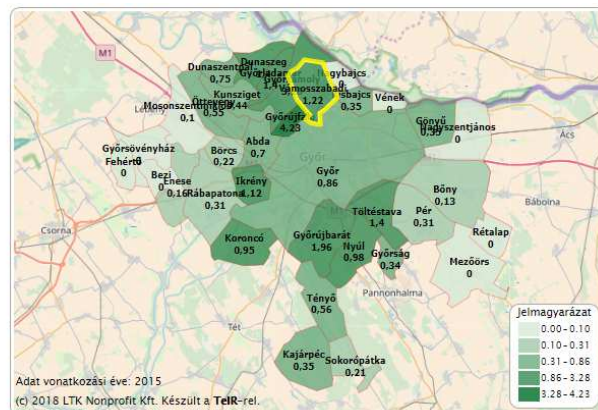 M1
Dunaszeg
Dunaszentpál
0,75
Nagybajcs
0
Vámosszabadi
1,22
0,35
Vének
0
Kunsziget
Öttevény
0,55
Mosonszentmiklós
0,1
Győrújfalu
4,23
Gönyű
Nagyszentjános
0
Ács
Győrsövényház
Fehértó
0
Börcs
0,22
Abda
0,7
Győr
Győr
0,86
Bezi
0
Enese
0,16
Rábapatona
0,31
Ikrény
1,12
Bőny
0,13
Bábolna
Csorna
Töltéstava
1,4
Pér
0,31
Koroncó
0,95
Győrújbarát
1,96
Nyúl
0,98
Győrság
0,34
Rétalap
0
Mezőörs
0
Tényő
0,56
Pannonhalma
Tét
Kajárpéc
0,35
Sokorópátka
0,21
Jelmagyarázat
0.00-0.10
0.10-0.31
0.31-0.86
0.86-3.28
3.28-4.23
Adat vonatkozási éve: 2015
(c) 2018 LTK Nonprofit Kft. Készült a TeIR-rel.